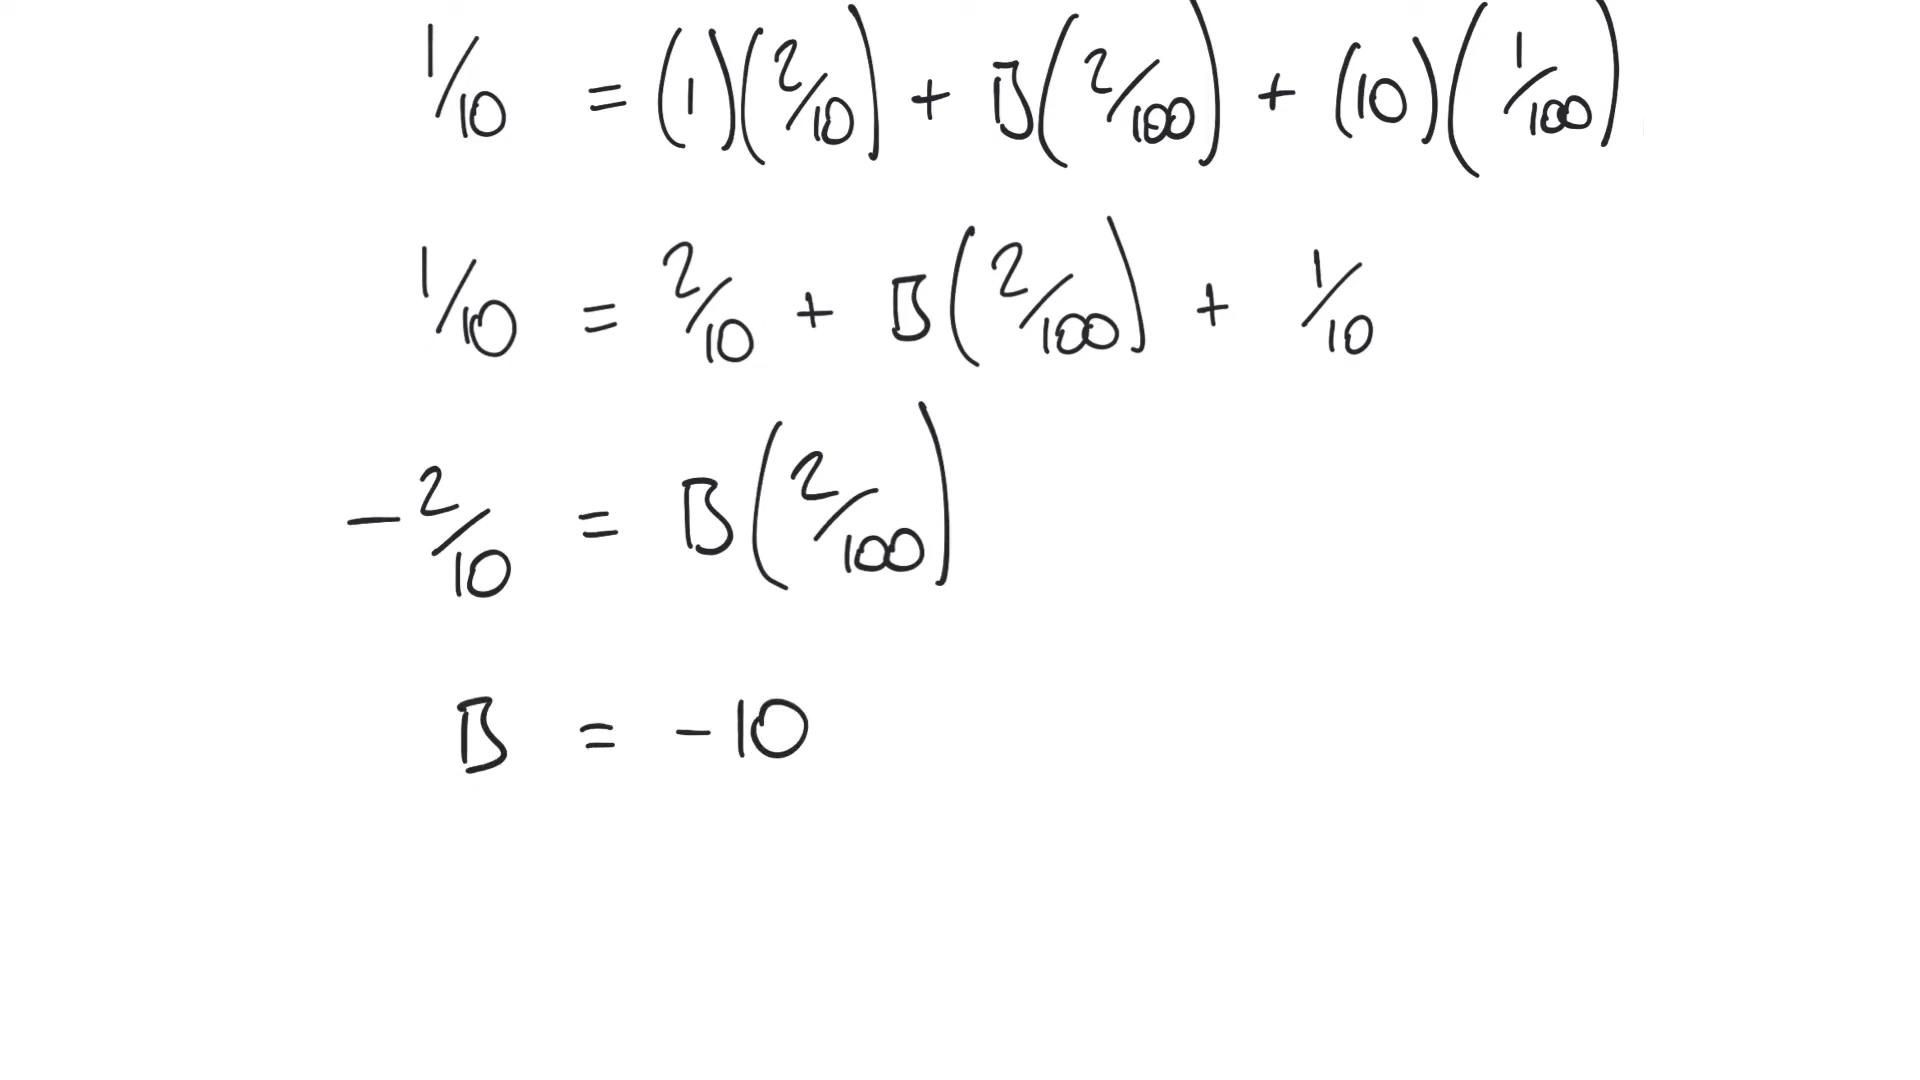 1/10 = (1)(2/10) + B(2/100) + (10)(1/100)
1/10 = 2/10 + B(2/100) + 1/10
-2/10 = B(2/100)
B = -10